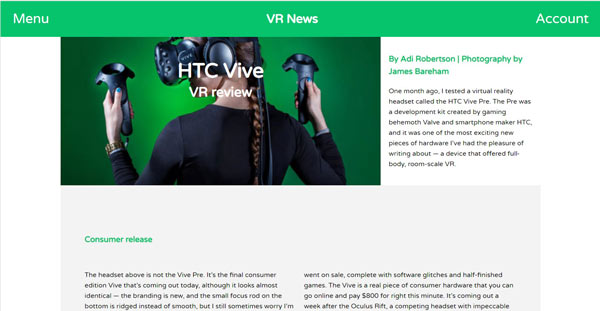 Menu
VR News
Account
HTC Vive
VR review
By Adi Robertson | Photography by
James Bareham
One month ago, I tested a virtual reality
headset called the HTC Vive Pre. The Pre was
a development kit created by gaming
behemoth Valve and smartphone maker HTC,
and it was one of the most exciting new
pieces of hardware I've had the pleasure of
writing about — a device that offered full-
body, room-scale VR.
Consumer release
The headset above is not the Vive Pre. It's the final consumer
edition Vive that's coming out today, although it looks almost
identical — the branding is new, and the small focus rod on the
bottom is ridged instead of smooth, but I still sometimes worry I'm
went on sale, complete with software glitches and half-finished
games. The Vive is a real piece of consumer hardware that you can
go online and pay $800 for right this minute. It's coming out a
week after the Oculus Rift, a competing headset with impeccable